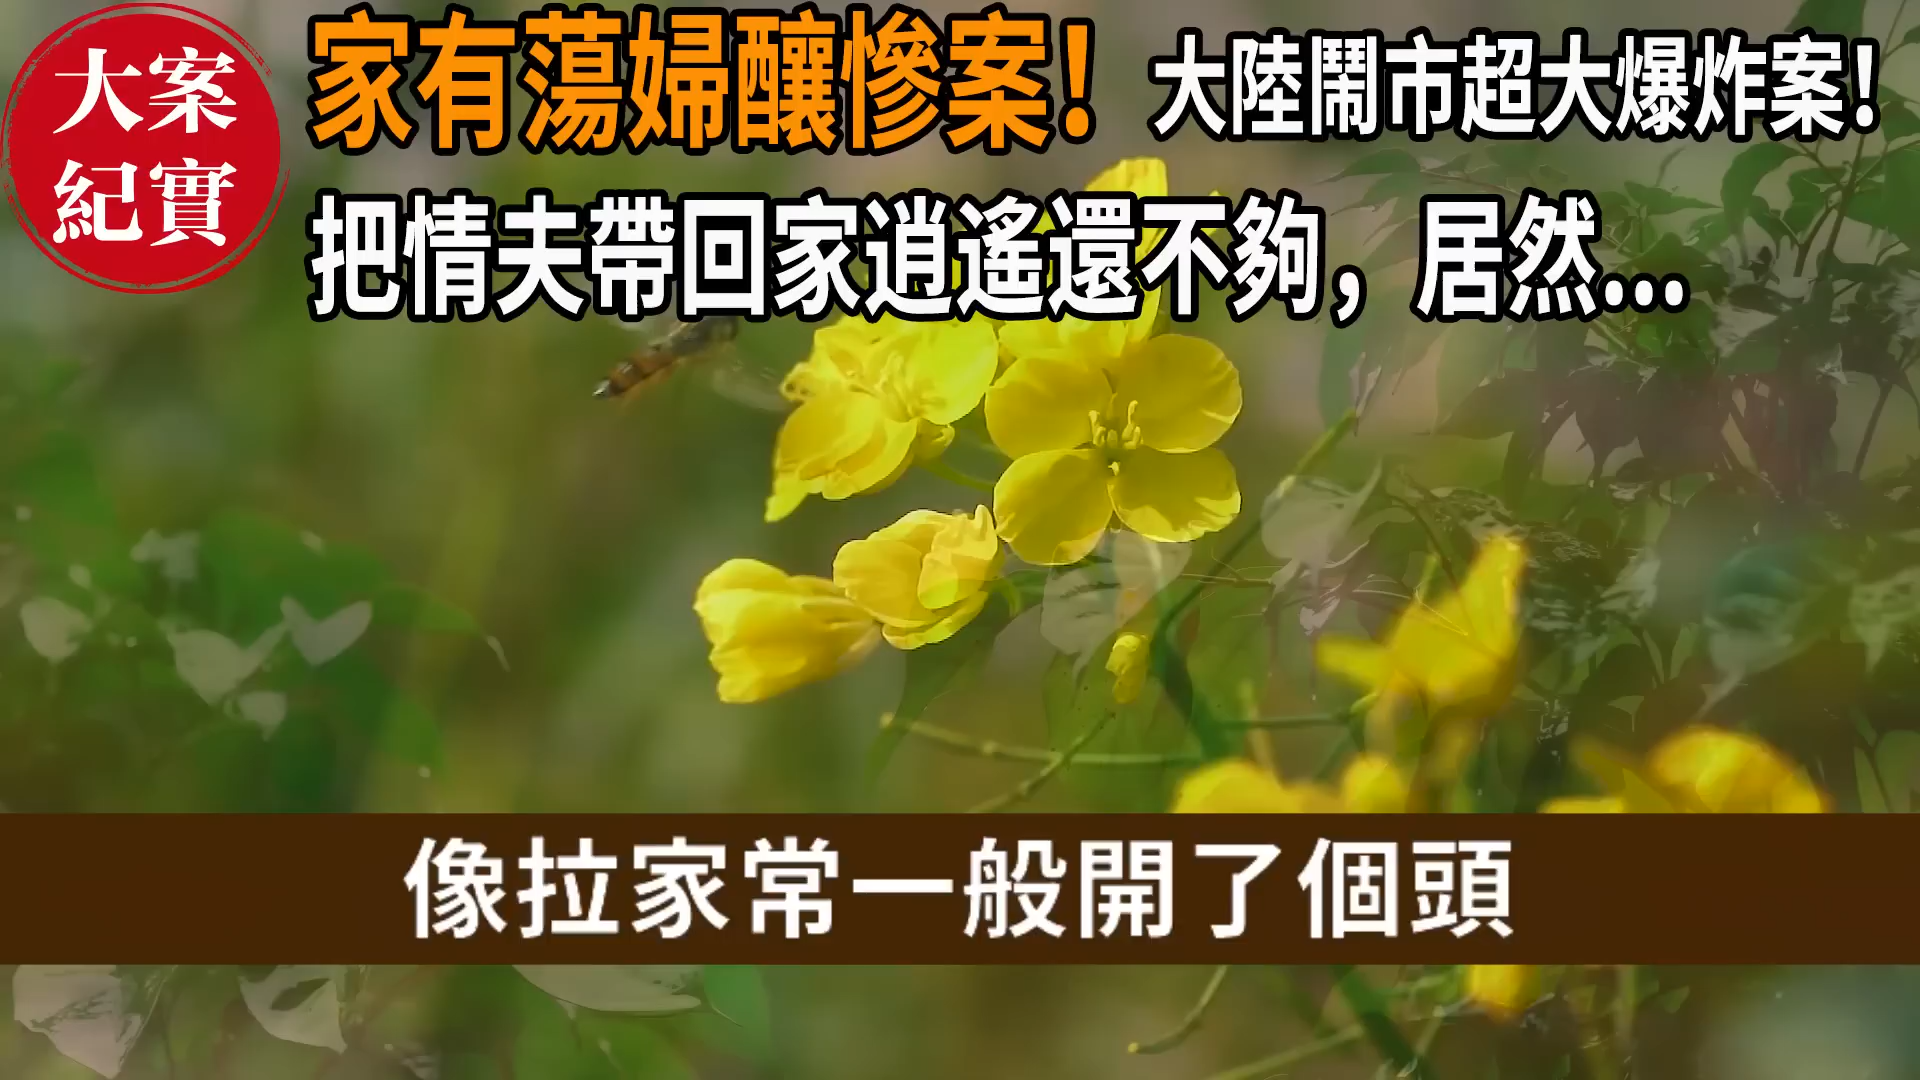 大案
紀實
家有蕩婦釀慘案！大陸鬧市超大爆炸案！
把情夫帶回家逍遙還不夠，居然...
像拉家常一般開了個頭